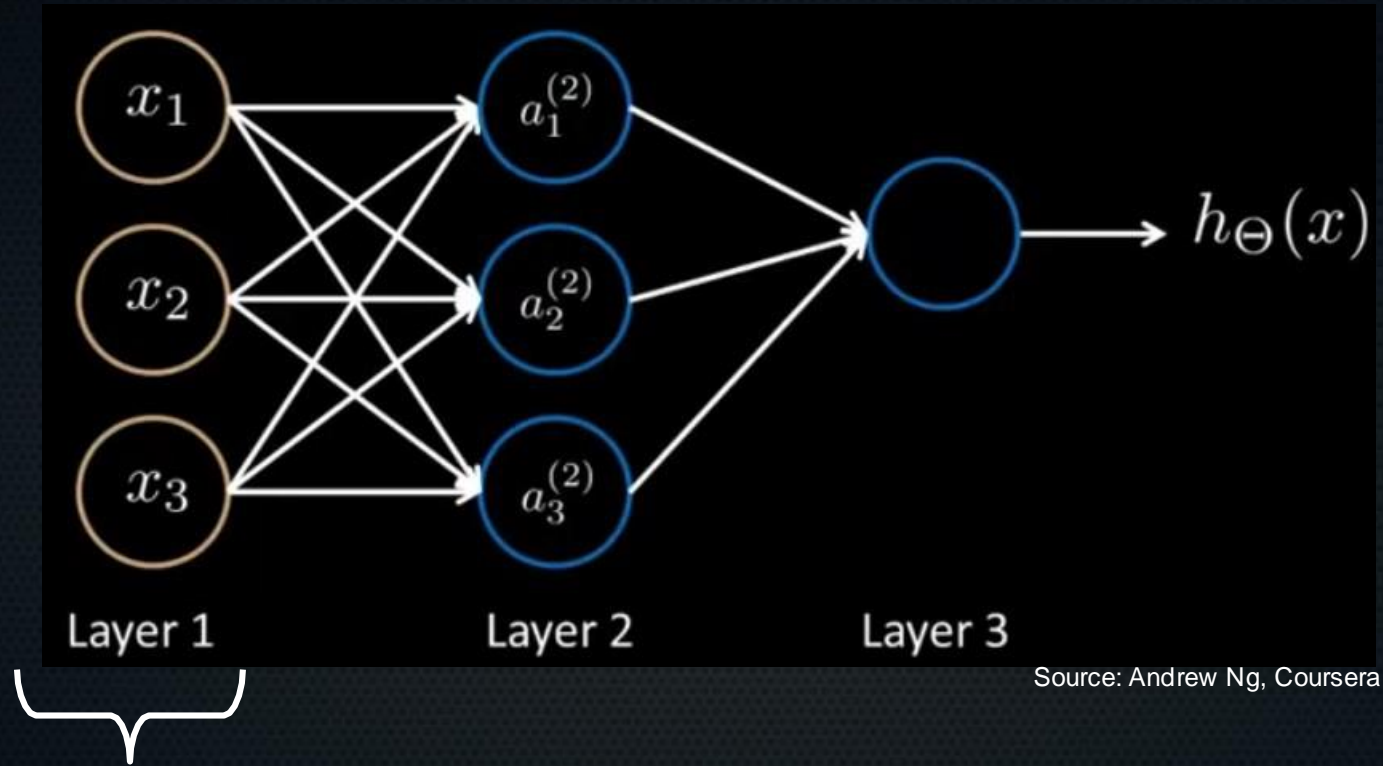 x₁
a₁⁽²⁾
x₂
a₂⁽²⁾
h_Θ(x)
x₃
a₃⁽²⁾
Layer 1
Layer 2
Layer 3
Source: Andrew Ng, Coursera